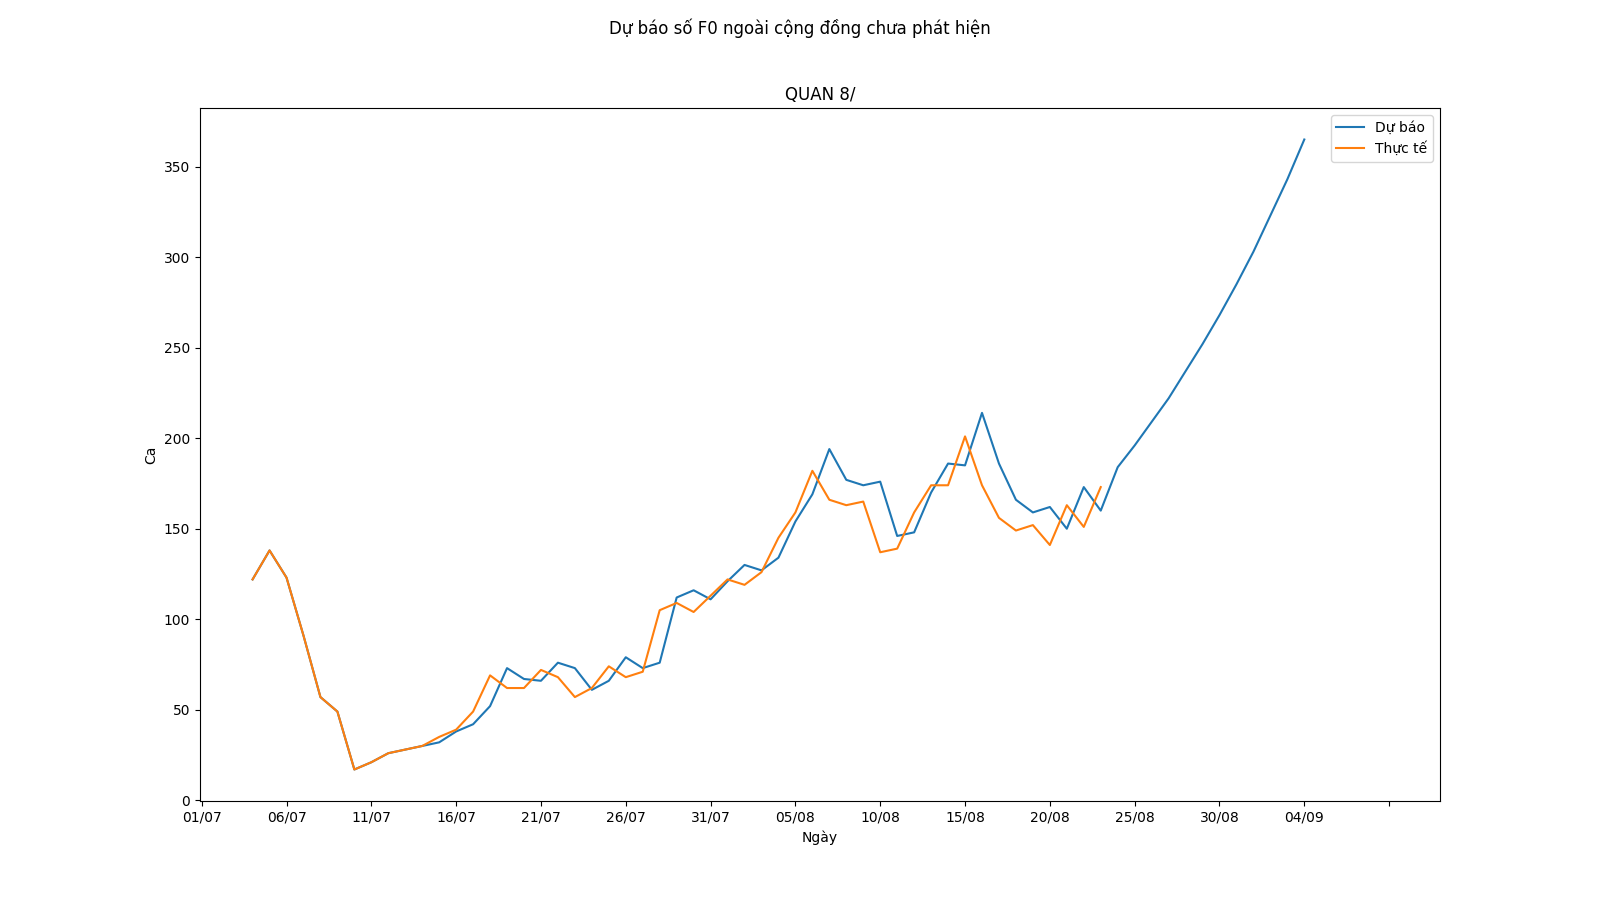 Dự báo số F0 ngoài cộng đồng chưa phát hiện
QUAN 8/
Dự báo
Thực tế
350
300
250
200
150
100
50
0
Ca
01/07 06/07 11/07 16/07 21/07 26/07 31/07 05/08 10/08 15/08 20/08 25/08 30/08 04/09
Ngày